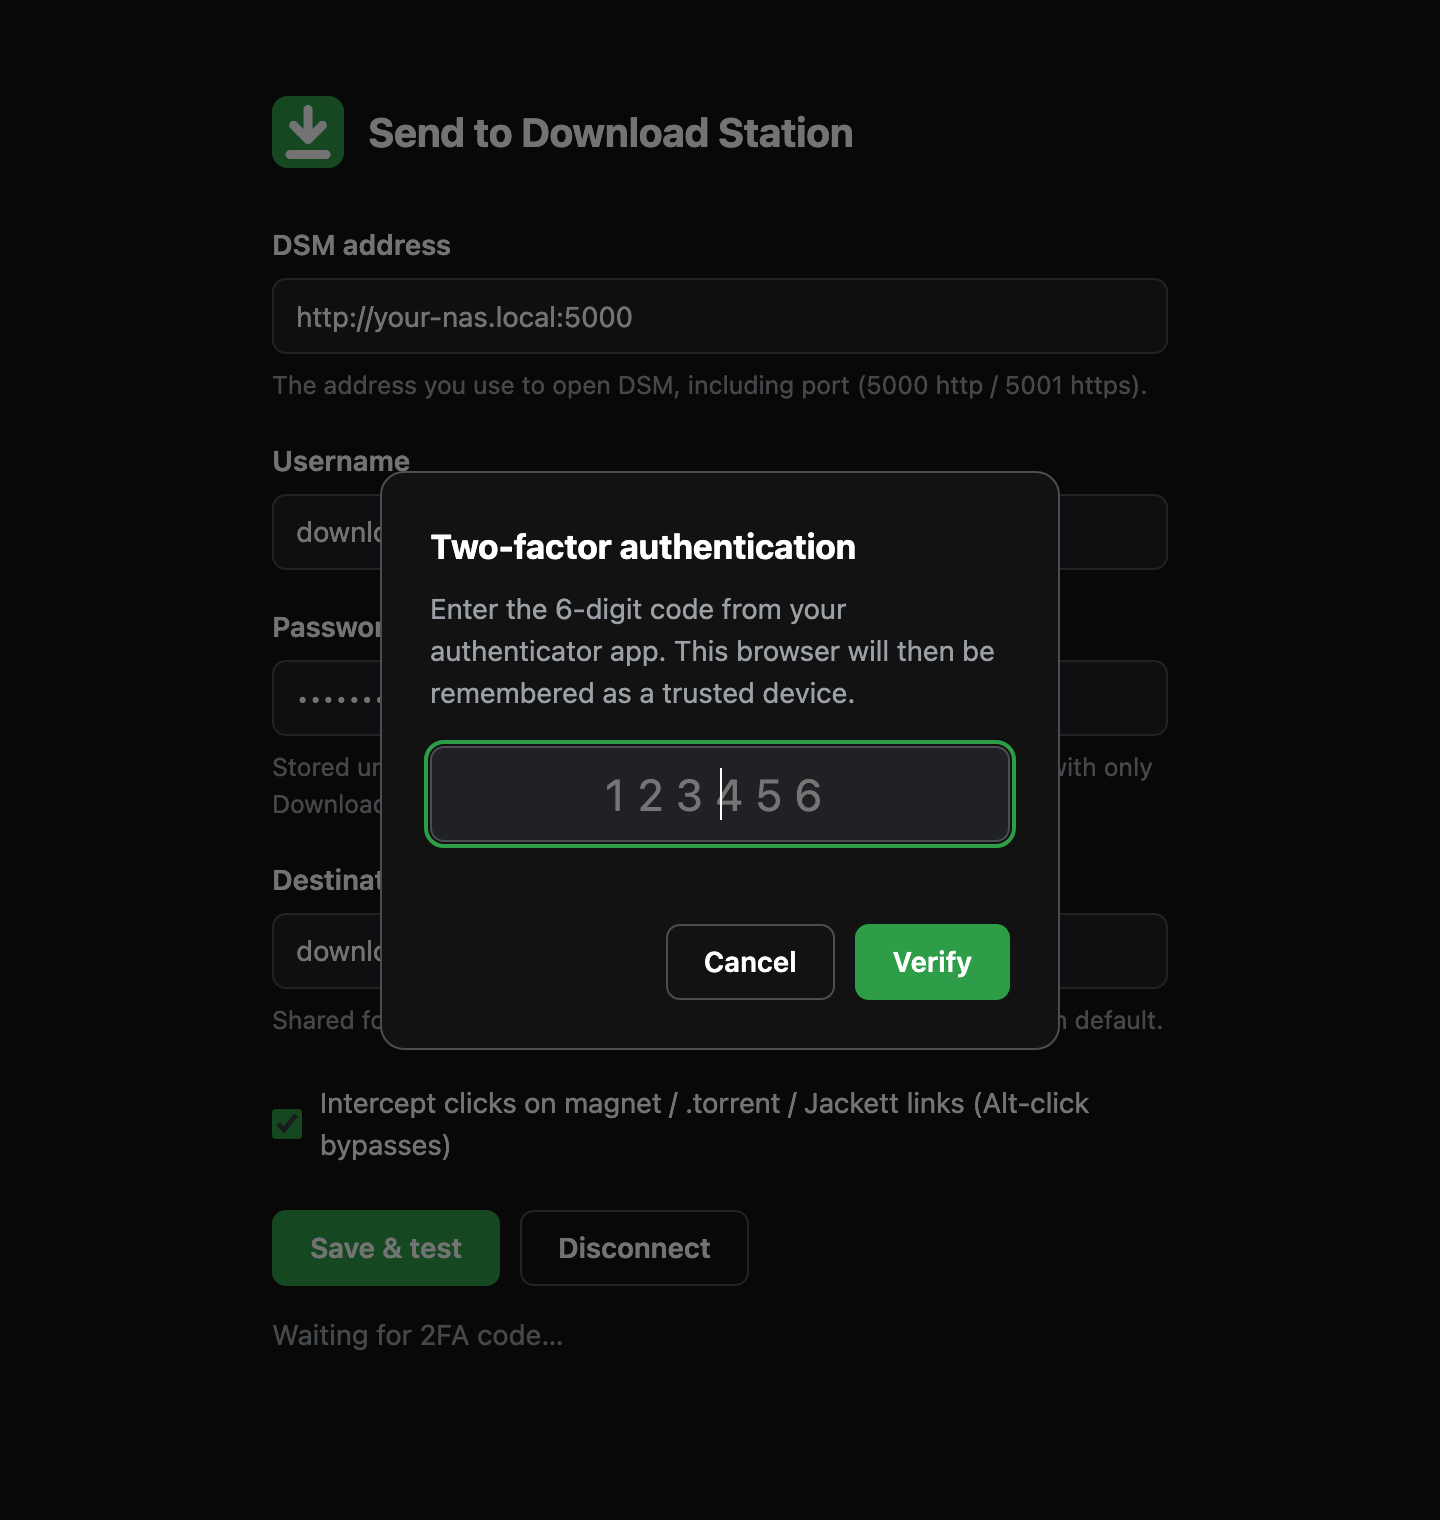 Send to Download Station
DSM address
http://your-nas.local:5000
The address you use to open DSM, including port (5000 http / 5001 https).
Username
Two-factor authentication
Enter the 6-digit code from your
authenticator app. This browser will then be
remembered as a trusted device.
123456
Cancel
Verify
Stored
with only
Shared
default.
Intercept clicks on magnet / .torrent / Jackett links (Alt-click
bypasses)
Save & test
Disconnect
Waiting for 2FA code...